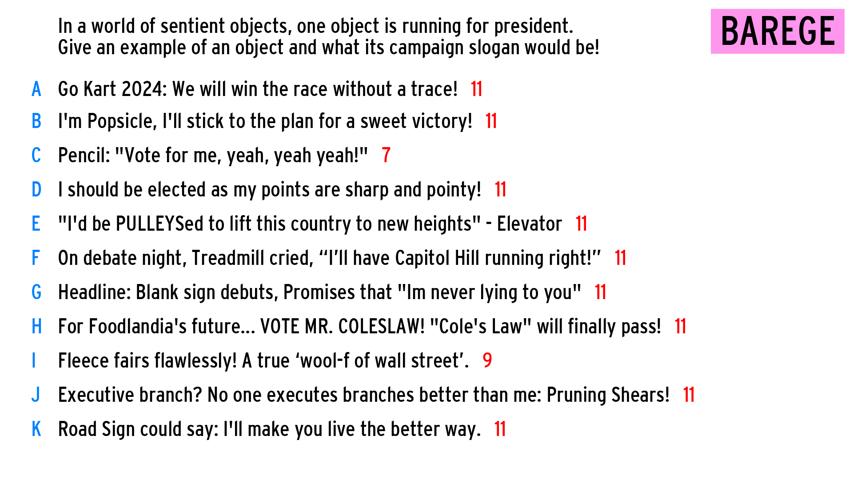 In a world of sentient objects, one object is running for president.
Give an example of an object and what its campaign slogan would be!
BAREGE
A Go Kart 2024: We will win the race without a trace! 11
B I'm Popsicle, I'll stick to the plan for a sweet victory! 11
C Pencil: "Vote for me, yeah, yeah yeah!" 7
D I should be elected as my points are sharp and pointy! 11
E "I'd be PULLEYSed to lift this country to new heights" - Elevator 11
F On debate night, Treadmill cried, “I’ll have Capitol Hill running right!” 11
G Headline: Blank sign debuts, Promises that "Im never lying to you" 11
H For Foodlandia's future... VOTE MR. COLESLAW! "Cole's Law" will finally pass! 11
I Fleece fairs flawlessly! A true ‘wool-f of wall street’. 9
J Executive branch? No one executes branches better than me: Pruning Shears! 11
K Road Sign could say: I'll make you live the better way. 11